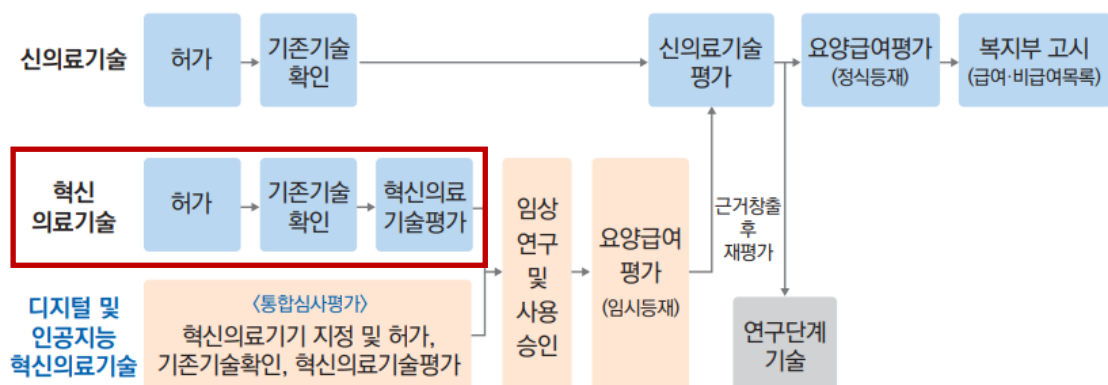 신의료기술
허가
기존기술
확인
신의료기술
평가
요양급여평가
(정식등재)
복지부 고시
(급여·비급여목록)
혁신
의료기술
허가
기존기술
확인
혁신의료
기술평가
임상
연구
및
사용
승인
요양급여
평가
(임시등재)
근거창출
후
재평가
디지털 및
인공지능
혁신의료기술
〈통합심사평가〉
혁신의료기기 지정 및 허가,
기존기술확인, 혁신의료기술평가
연구단계
기술